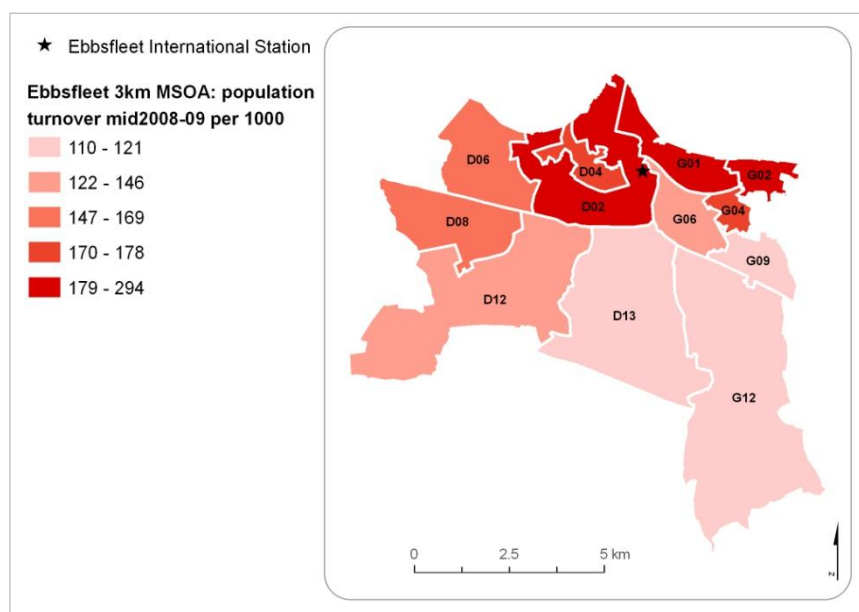 Ebbsfleet International Station
Ebbsfleet 3km MSOA: population
turnover mid2008-09 per 1000
110 - 121
122 - 146
147 - 169
170 - 178
179 - 294
D06
D04
G01
G02
D02
G04
G06
D08
G09
D12
D13
G12
0
2.5
5 km
N